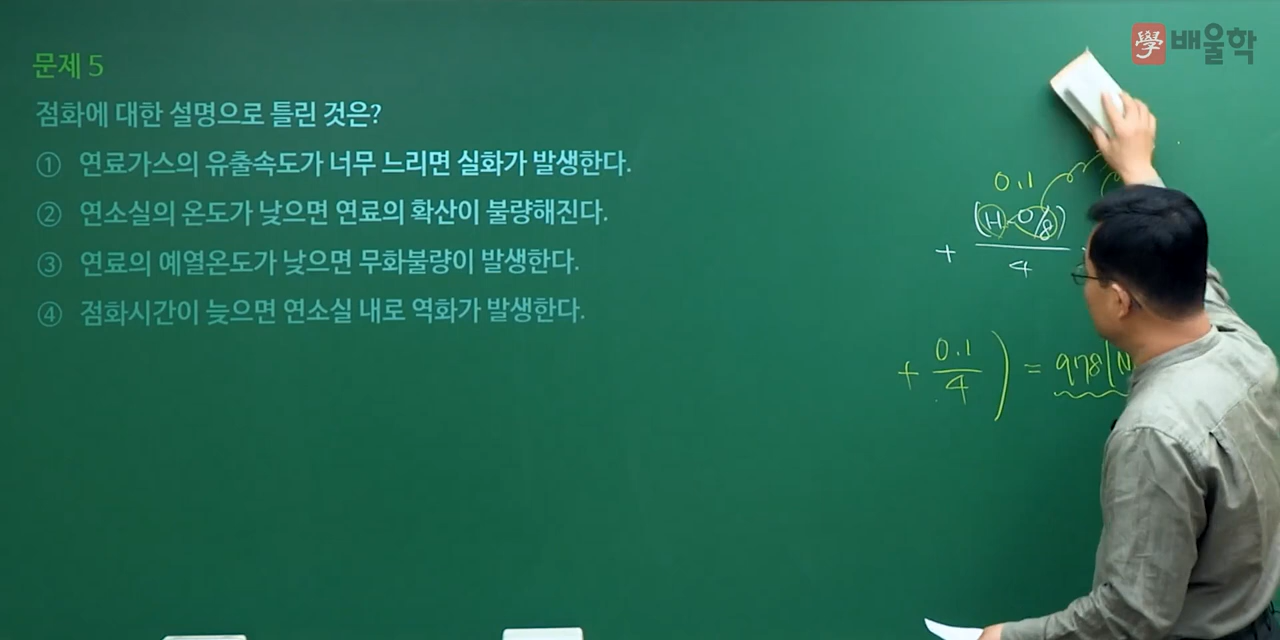 學 배울학
문제 5
점화에 대한 설명으로 틀린 것은?
① 연료가스의 유출속도가 너무 느리면 실화가 발생한다.
② 연소실의 온도가 낮으면 연료의 확산이 불량해진다.
③ 연료의 예열온도가 낮으면 무화불량이 발생한다.
④ 점화시간이 늦으면 연소실 내로 역화가 발생한다.
0.1
(H-O/8)
+
4
+ 0.1
4
) = 978